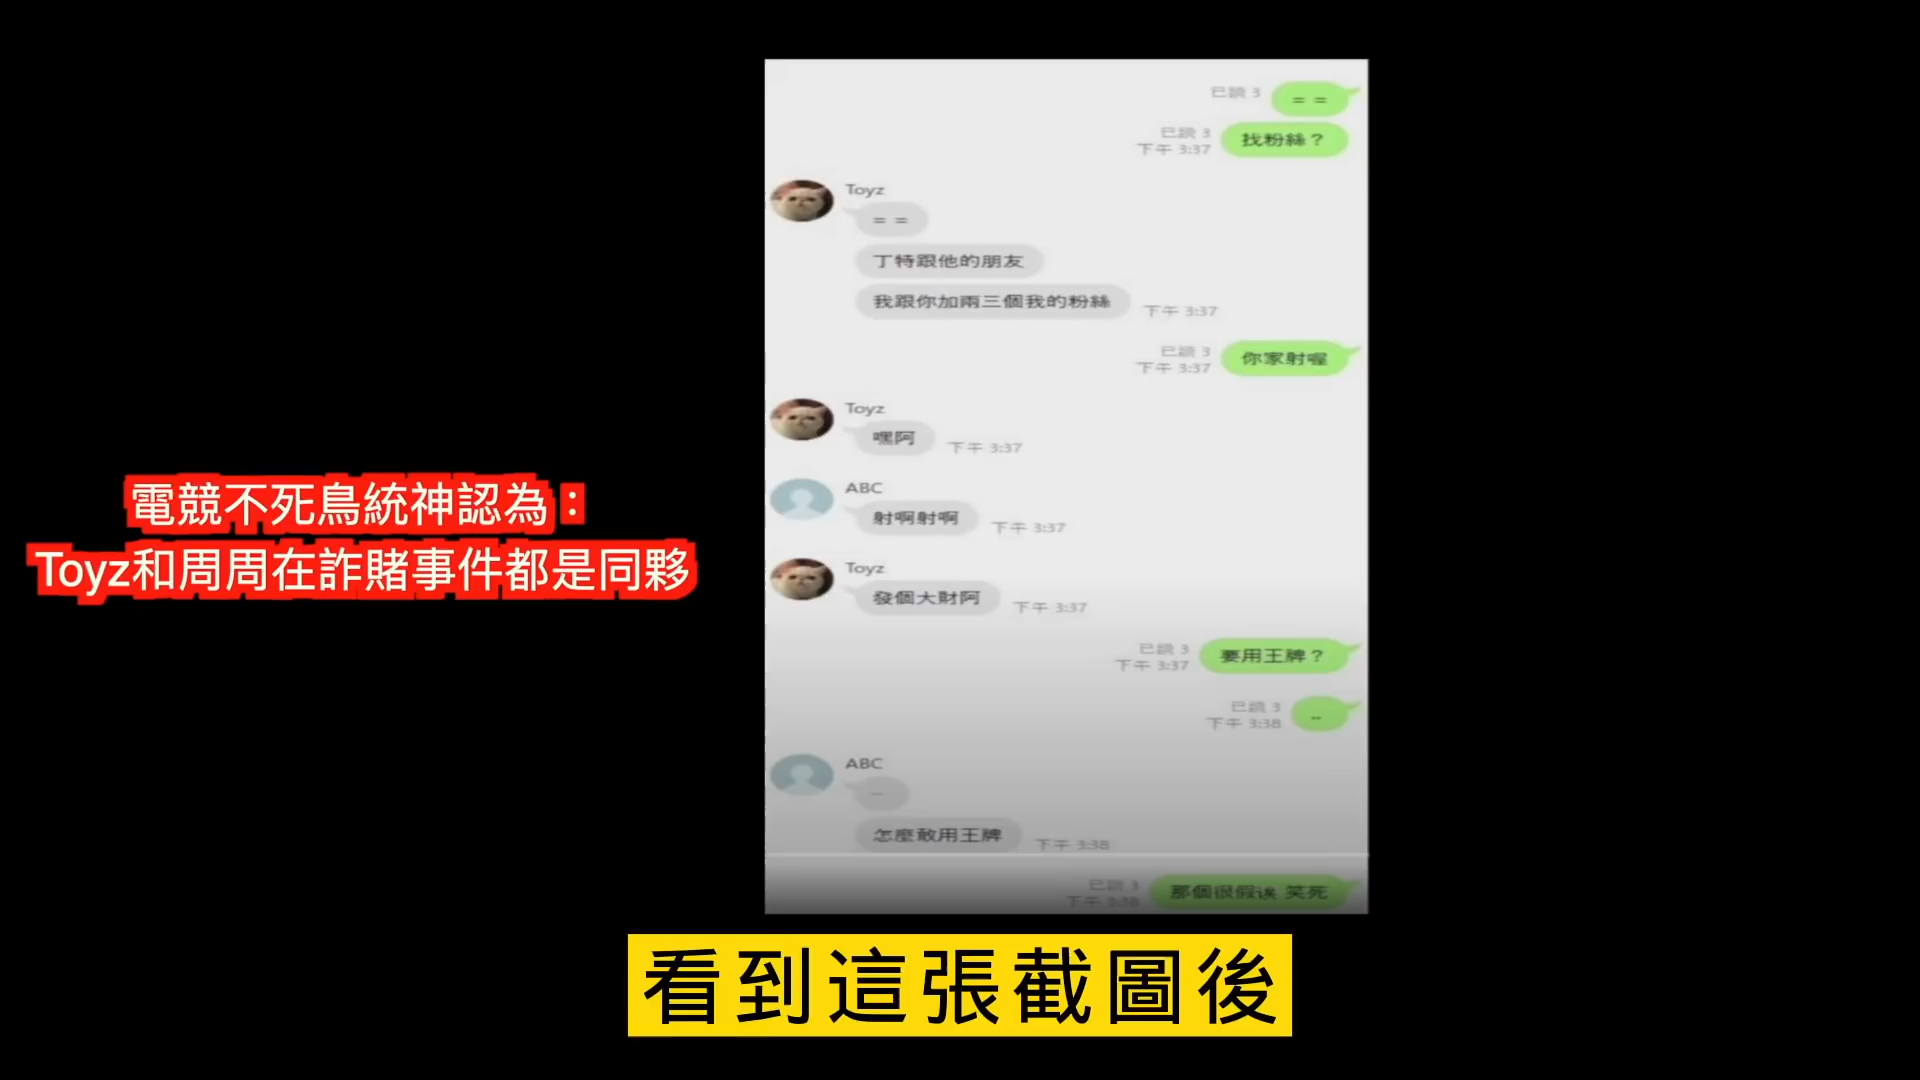 已讀 3
= =
已讀 3
下午 3:37
找粉絲？
Toyz
= =
丁特跟他的朋友
我跟你加兩三個我的粉絲
下午 3:37
已讀 3
下午 3:37
你家射喔
Toyz
嘿阿
下午 3:37
ABC
射啊射啊
下午 3:37
Toyz
發個大財阿
下午 3:37
已讀 3
下午 3:37
要用王牌？
已讀 3
下午 3:38
..
ABC
怎麼敢用王牌
下午 3:38
已讀 3
下午 3:38
那個很假诶 笑死
電競不死鳥統神認為：
Toyz和周周在詐賭事件都是同夥
看到這張截圖後